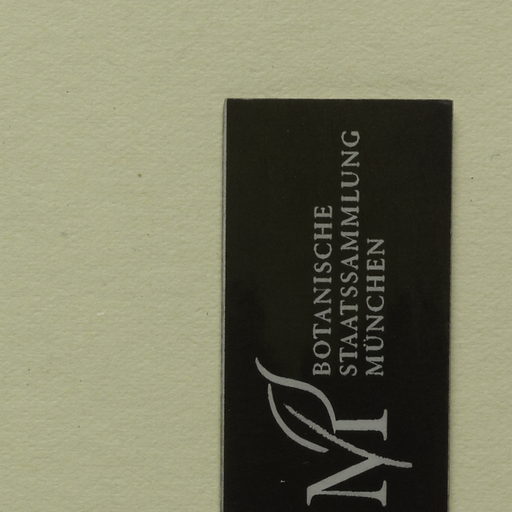 BOTANISCHE
STAATSSAMMLUNG
MÜNCHEN
M